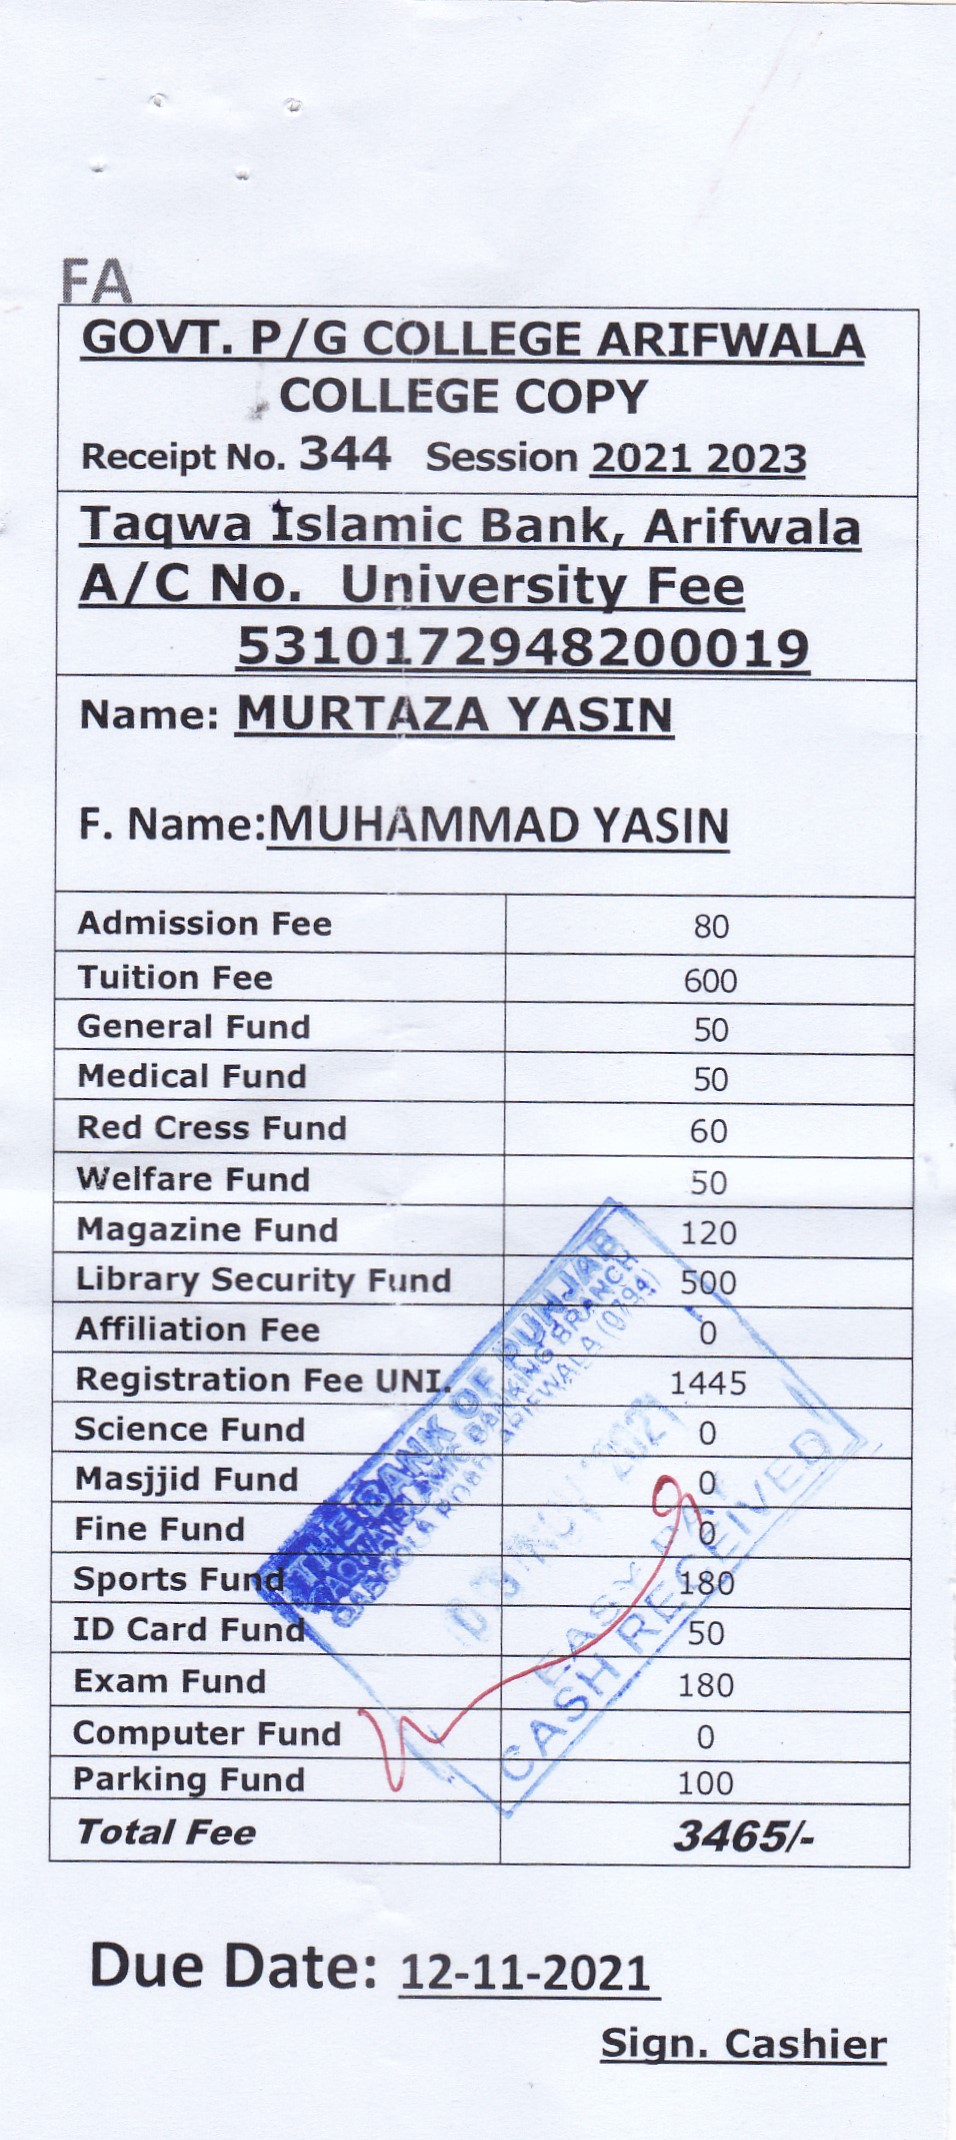 FA
GOVT. P/G COLLEGE ARIFWALA
COLLEGE COPY
Receipt No. 344 Session 2021 2023
Taqwa Islamic Bank, Arifwala
A/C No. University Fee
5310172948200019
Name: MURTAZA YASIN
F. Name:MUHAMMAD YASIN
Admission Fee 80
Tuition Fee 600
General Fund 50
Medical Fund 50
Red Cress Fund 60
Welfare Fund 50
Magazine Fund 120
Library Security Fund 500
Affiliation Fee 0
Registration Fee UNI. 1445
Science Fund 0
Masjjid Fund 0
Fine Fund 0
Sports Fund 180
ID Card Fund 50
Exam Fund 180
Computer Fund 0
Parking Fund 100
Total Fee 3465/-
THE BANK OF PUNJAB
BANKING BRANCH
ARIFWALA (0794)
NOV 2021
EASY PAY
CASH RECEIVED
Due Date: 12-11-2021
Sign. Cashier